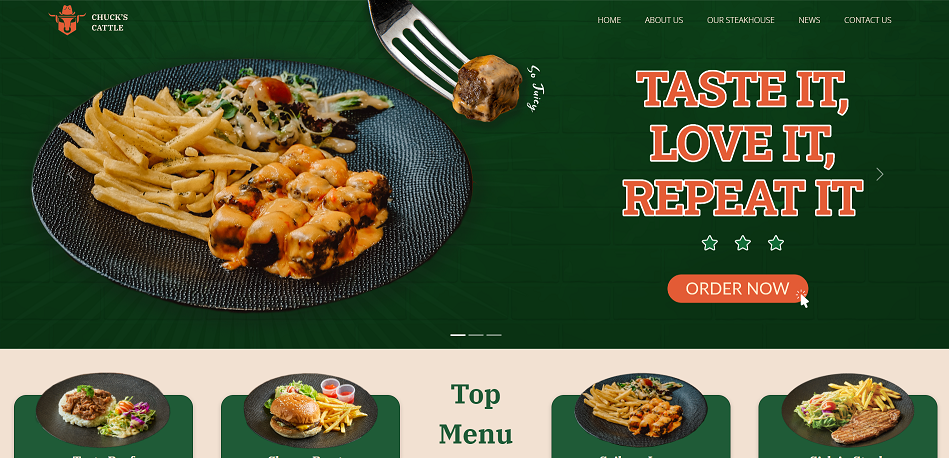 CHUCK'S
CATTLE
HOME
ABOUT US
OUR STEAKHOUSE
NEWS
CONTACT US
So Juicy
TASTE IT,
LOVE IT,
REPEAT IT
ORDER NOW
Top
Menu